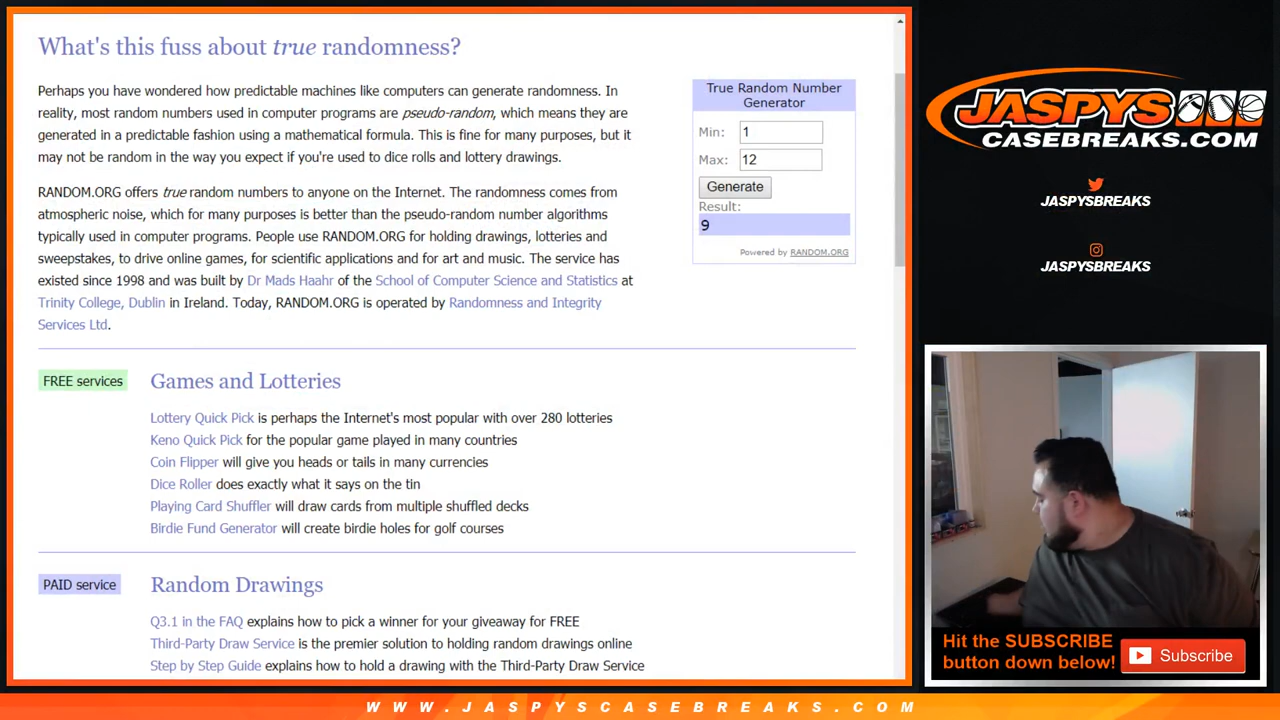 What's this fuss about true randomness?
Perhaps you have wondered how predictable machines like computers can generate randomness. In
reality, most random numbers used in computer programs are pseudo-random, which means they are
generated in a predictable fashion using a mathematical formula. This is fine for many purposes, but it
may not be random in the way you expect if you're used to dice rolls and lottery drawings.
RANDOM.ORG offers true random numbers to anyone on the Internet. The randomness comes from
atmospheric noise, which for many purposes is better than the pseudo-random number algorithms
typically used in computer programs. People use RANDOM.ORG for holding drawings, lotteries and
sweepstakes, to drive online games, for scientific applications and for art and music. The service has
existed since 1998 and was built by Dr Mads Haahr of the School of Computer Science and Statistics at
Trinity College, Dublin in Ireland. Today, RANDOM.ORG is operated by Randomness and Integrity
Services Ltd.
True Random Number
Generator
Min: 1
Max: 12
Generate
Result:
9
Powered by RANDOM.ORG
FREE services
Games and Lotteries
Lottery Quick Pick is perhaps the Internet's most popular with over 280 lotteries
Keno Quick Pick for the popular game played in many countries
Coin Flipper will give you heads or tails in many currencies
Dice Roller does exactly what it says on the tin
Playing Card Shuffler will draw cards from multiple shuffled decks
Birdie Fund Generator will create birdie holes for golf courses
PAID service
Random Drawings
Q3.1 in the FAQ explains how to pick a winner for your giveaway for FREE
Third-Party Draw Service is the premier solution to holding random drawings online
Step by Step Guide explains how to hold a drawing with the Third-Party Draw Service
JASPYS
CASEBREAKS.COM
JASPYSBREAKS
JASPYSBREAKS
Hit the SUBSCRIBE
button down below!
Subscribe
WWW.JASPYSCASEBREAKS.COM